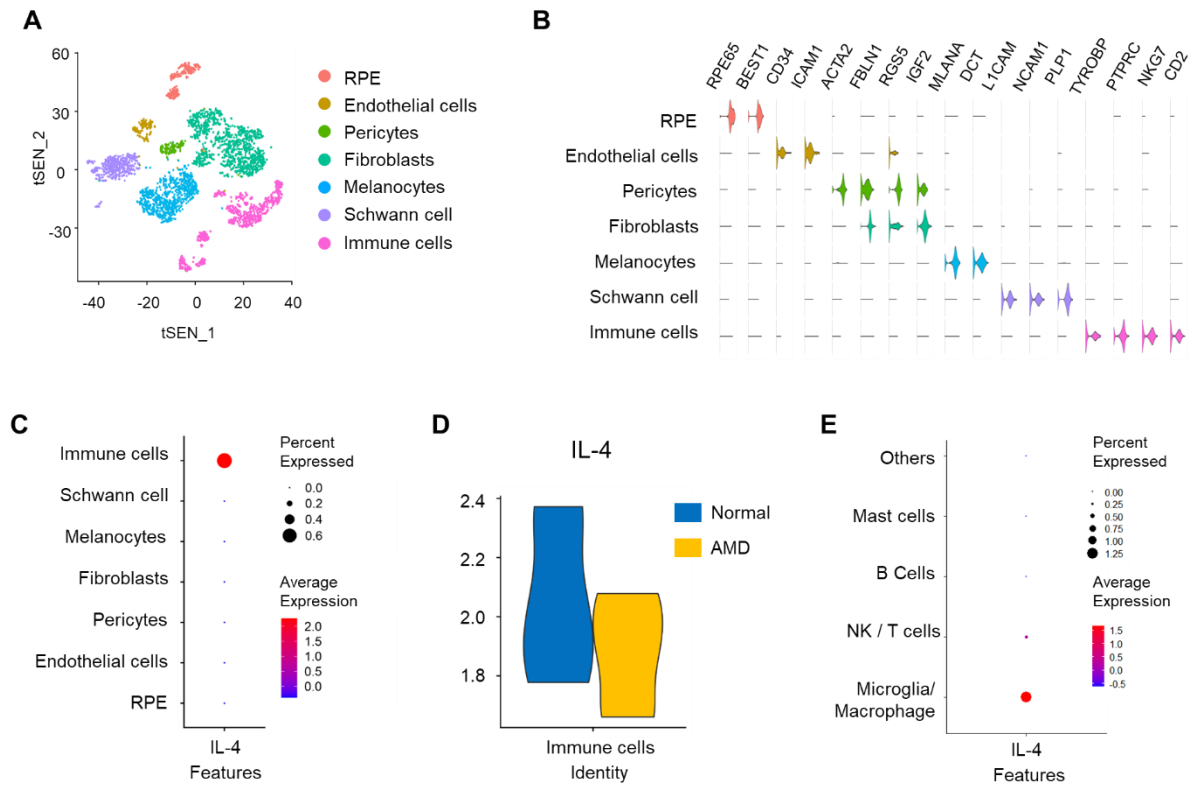 A
60
30
0
-30
tSEN_2
-40
-20
0
20
40
tSEN_1
RPE
Endothelial cells
Pericytes
Fibroblasts
Melanocytes
Schwann cell
Immune cells
B
RPE65
BEST1
CD34
ICAM1
ACTA2
FBLN1
RGS5
IGF2
MLANA
DCT
L1CAM
NCAM1
PLP1
TYROBP
PTPRC
NKG7
CD2
RPE
Endothelial cells
Pericytes
Fibroblasts
Melanocytes
Schwann cell
Immune cells
C
Immune cells
Schwann cell
Melanocytes
Fibroblasts
Pericytes
Endothelial cells
RPE
IL-4
Features
Percent
Expressed
0.0
0.2
0.4
0.6
Average
Expression
2.0
1.5
1.0
0.5
0.0
D
IL-4
2.4
2.2
2.0
1.8
Normal
AMD
Immune cells
Identity
E
Others
Mast cells
B Cells
NK / T cells
Microglia/
Macrophage
IL-4
Features
Percent
Expressed
0.00
0.25
0.50
0.75
1.00
1.25
Average
Expression
1.5
1.0
0.5
0.0
-0.5